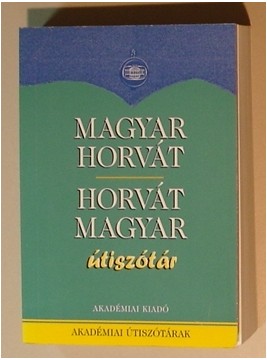 MAGYAR
HORVÁT
HORVÁT
MAGYAR
útiszótár
AKADÉMIAI KIADÓ
AKADÉMIAI ÚTISZÓTÁRAK